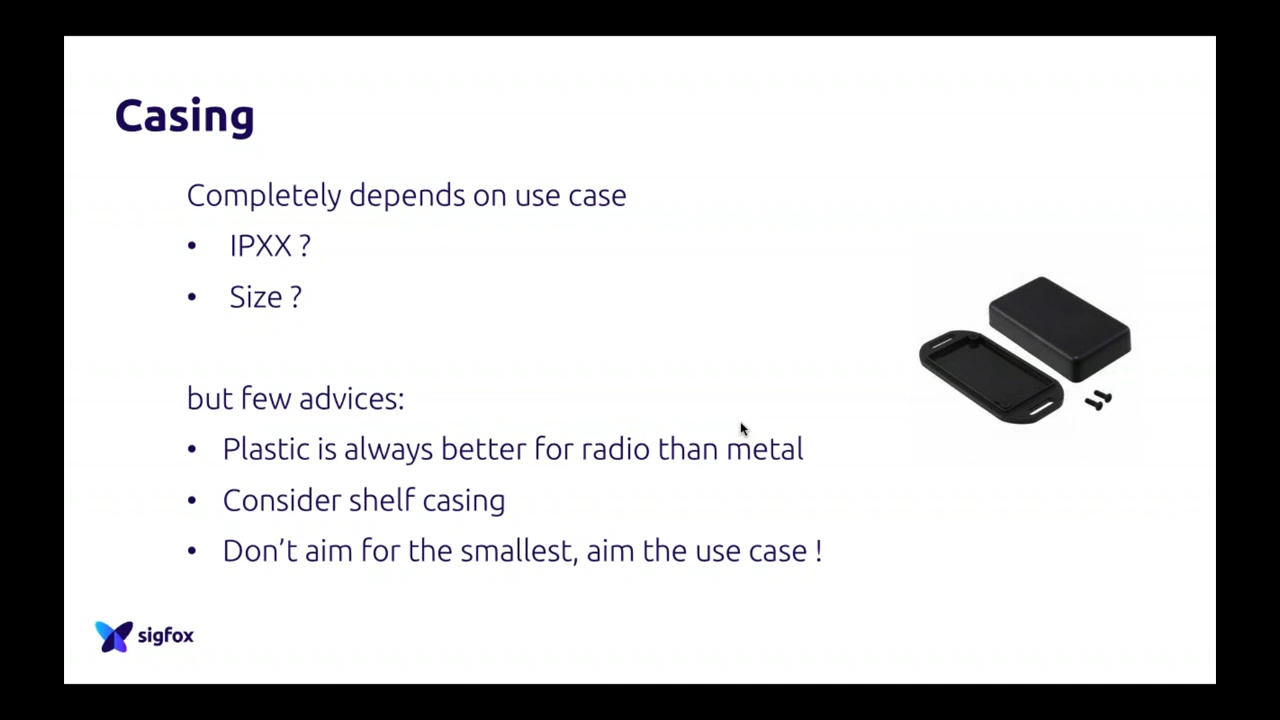 Casing
Completely depends on use case
• IPXX ?
• Size ?
but few advices:
• Plastic is always better for radio than metal
• Consider shelf casing
• Don’t aim for the smallest, aim the use case !
sigfox